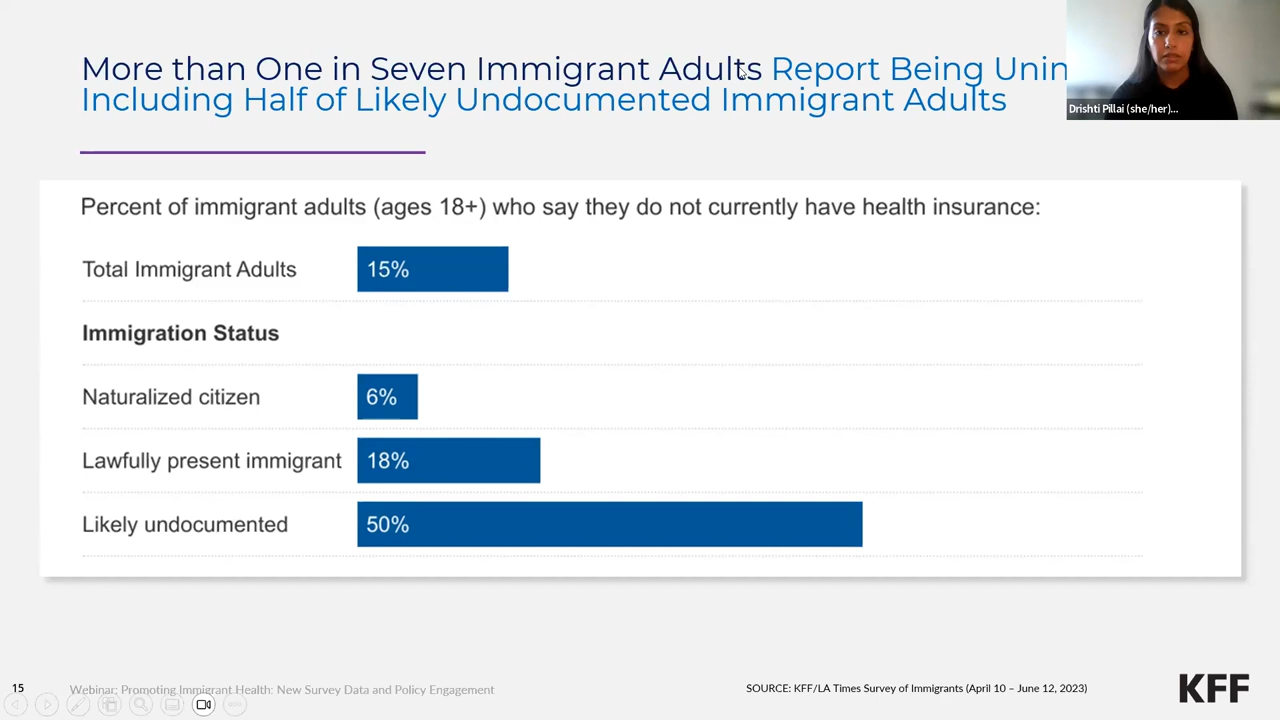 More than One in Seven Immigrant Adults Report Being
Including Half of Likely Undocumented Immigrant Adults
Drishti Pillai (she/her)...
Percent of immigrant adults (ages 18+) who say they do not currently have health insurance:
Total Immigrant Adults 15%
Immigration Status
Naturalized citizen 6%
Lawfully present immigrant 18%
Likely undocumented 50%
15 Webinar: Promoting Immigrant Health: New Survey Data and Policy Engagement
SOURCE: KFF/LA Times Survey of Immigrants (April 10 – June 12, 2023)
KFF